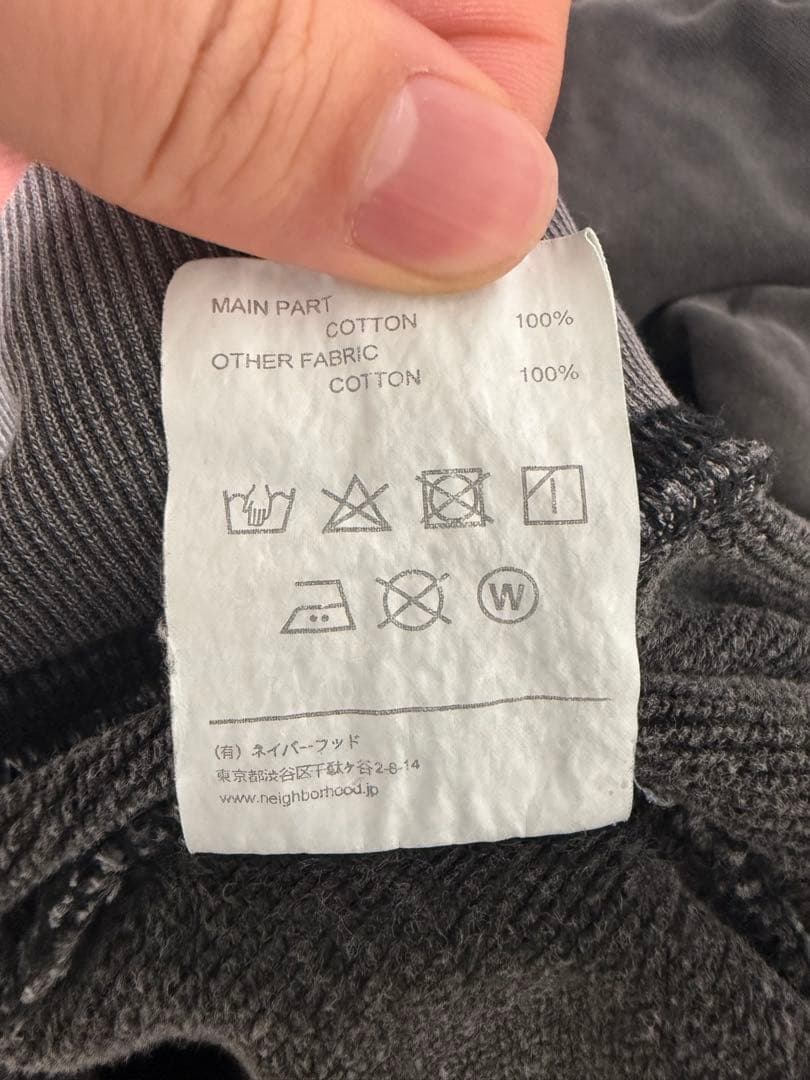 MAIN PART
COTTON 100%
OTHER FABRIC
COTTON 100%
W
(有) ネイバーフッド
東京都渋谷区千駄ケ谷2-8-14
www.neighborhood.jp